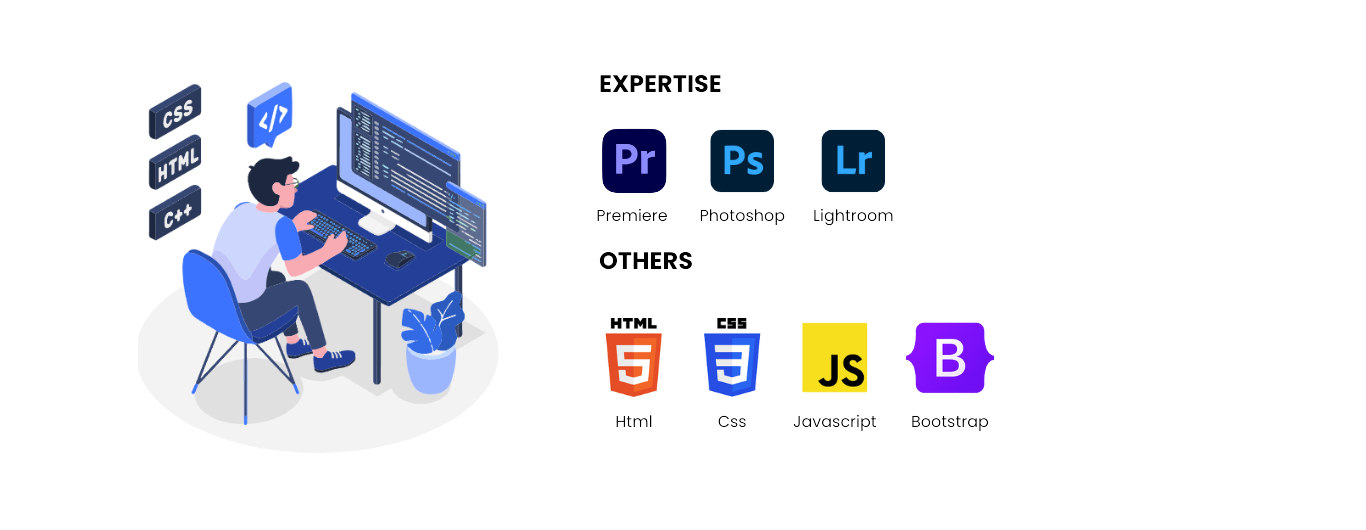 CSS
HTML
C++
</>
EXPERTISE
Pr Ps Lr
Premiere Photoshop Lightroom
OTHERS
HTML CSS
5 3 JS B
Html Css Javascript Bootstrap